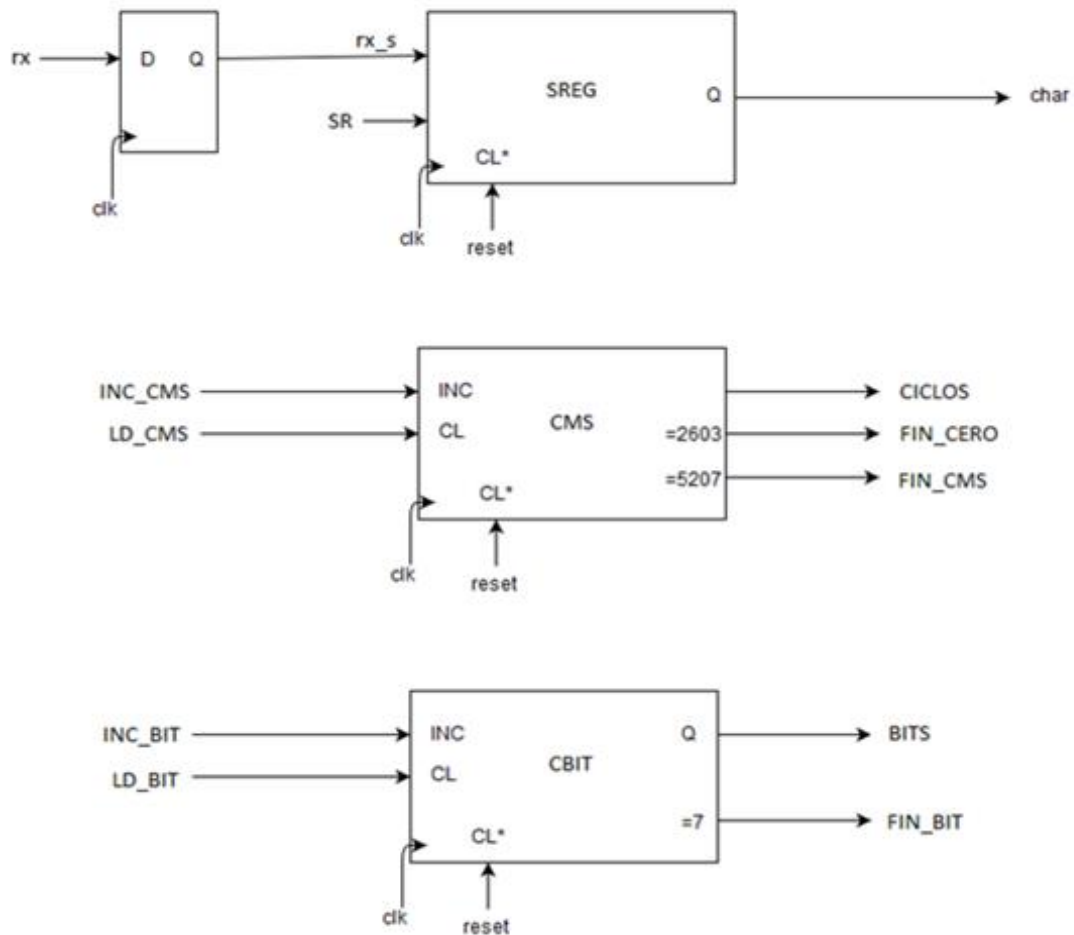 rx
D
Q
clk
rx_s
SR
SREG
Q
CL*
clk
reset
char
INC_CMS
LD_CMS
INC
CL
CMS
=2603
=5207
CL*
clk
reset
CICLOS
FIN_CERO
FIN_CMS
INC_BIT
LD_BIT
INC
CL
CBIT
Q
=7
CL*
clk
reset
BITS
FIN_BIT